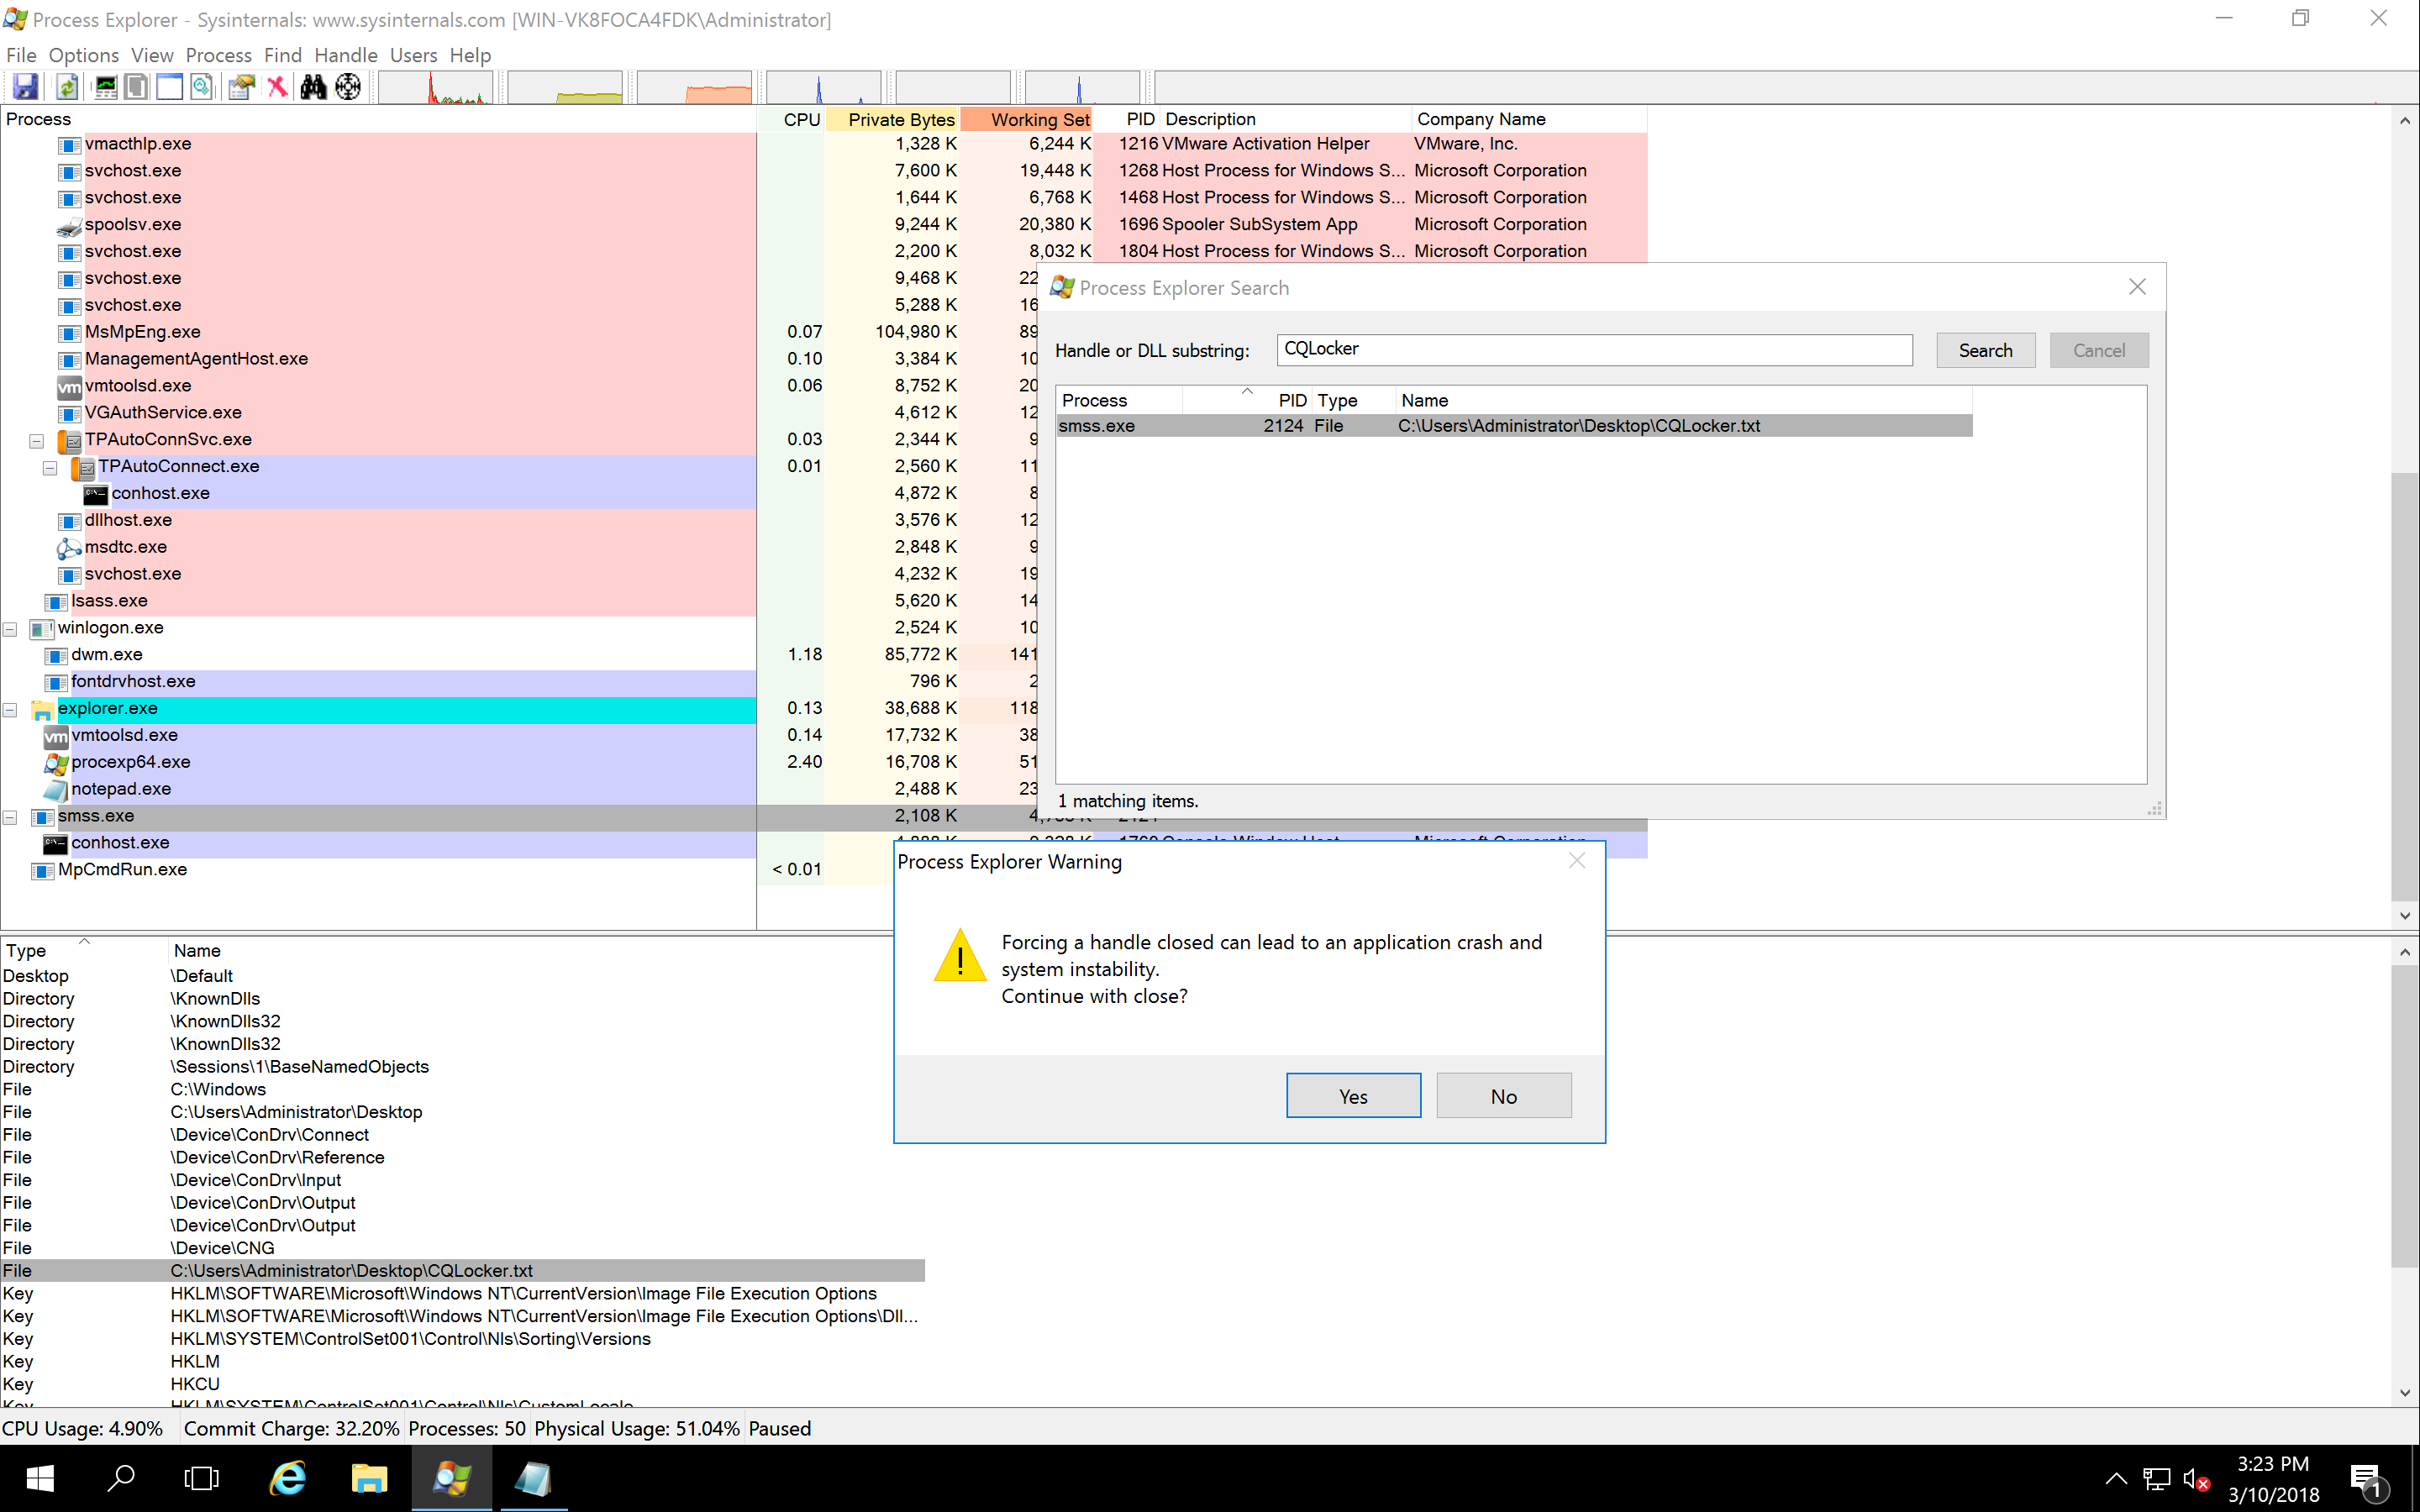 Process Explorer - Sysinternals: www.sysinternals.com [WIN-VK8FOCA4FDK\Administrator]
File Options View Process Find Handle Users Help
Process CPU Private Bytes Working Set PID Description Company Name
vmacthlp.exe 1,328 K 6,244 K 1216 VMware Activation Helper VMware, Inc.
svchost.exe 7,600 K 19,448 K 1268 Host Process for Windows S... Microsoft Corporation
svchost.exe 1,644 K 6,768 K 1468 Host Process for Windows S... Microsoft Corporation
spoolsv.exe 9,244 K 20,380 K 1696 Spooler SubSystem App Microsoft Corporation
svchost.exe 2,200 K 8,032 K 1804 Host Process for Windows S... Microsoft Corporation
svchost.exe 9,468 K 22
svchost.exe 5,288 K 16
MsMpEng.exe 0.07 104,980 K 89
ManagementAgentHost.exe 0.10 3,384 K 10
vmtoolsd.exe 0.06 8,752 K 20
VGAuthService.exe 4,612 K 12
TPAutoConnSvc.exe 0.03 2,344 K 9
TPAutoConnect.exe 0.01 2,560 K 11
conhost.exe 4,872 K 8
dllhost.exe 3,576 K 12
msdtc.exe 2,848 K 9
svchost.exe 4,232 K 19
lsass.exe 5,620 K 14
winlogon.exe 2,524 K 10
dwm.exe 1.18 85,772 K 141
fontdrvhost.exe 796 K 2
explorer.exe 0.13 38,688 K 118
vmtoolsd.exe 0.14 17,732 K 38
procexp64.exe 2.40 16,708 K 51
notepad.exe 2,488 K 23
smss.exe 2,108 K
conhost.exe Console Window Host Microsoft Corporation
MpCmdRun.exe < 0.01
Process Explorer Search
Handle or DLL substring: CQLocker Search Cancel
Process PID Type Name
smss.exe 2124 File C:\Users\Administrator\Desktop\CQLocker.txt
1 matching items.
Process Explorer Warning
Forcing a handle closed can lead to an application crash and
system instability.
Continue with close?
Yes No
Type Name
Desktop \Default
Directory \KnownDlls
Directory \KnownDlls32
Directory \KnownDlls32
Directory \Sessions\1\BaseNamedObjects
File C:\Windows
File C:\Users\Administrator\Desktop
File \Device\ConDrv\Connect
File \Device\ConDrv\Reference
File \Device\ConDrv\Input
File \Device\ConDrv\Output
File \Device\ConDrv\Output
File \Device\CNG
File C:\Users\Administrator\Desktop\CQLocker.txt
Key HKLM\SOFTWARE\Microsoft\Windows NT\CurrentVersion\Image File Execution Options
Key HKLM\SOFTWARE\Microsoft\Windows NT\CurrentVersion\Image File Execution Options\Dll...
Key HKLM\SYSTEM\ControlSet001\Control\Nls\Sorting\Versions
Key HKLM
Key HKCU
Key HKLM\SYSTEM\ControlSet001\Control\Nls\CustomLocale
CPU Usage: 4.90% Commit Charge: 32.20% Processes: 50 Physical Usage: 51.04% Paused
3:23 PM
3/10/2018
1